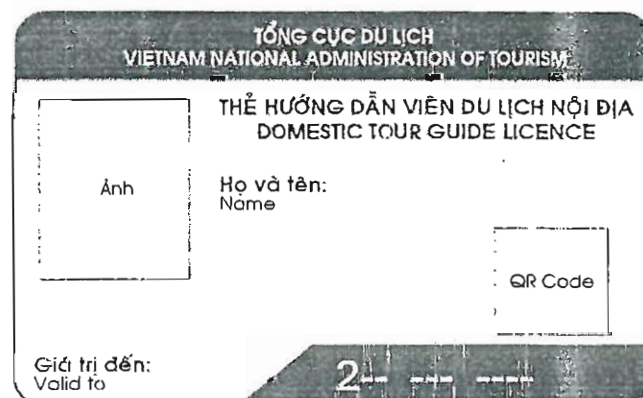 TỔNG CỤC DU LỊCH
VIETNAM NATIONAL ADMINISTRATION OF TOURISM
THẺ HƯỚNG DẪN VIÊN DU LỊCH NỘI ĐỊA
DOMESTIC TOUR GUIDE LICENCE
Ảnh
Họ và tên:
Name
QR Code
Giá trị đến:
Valid to
2-- --- ----